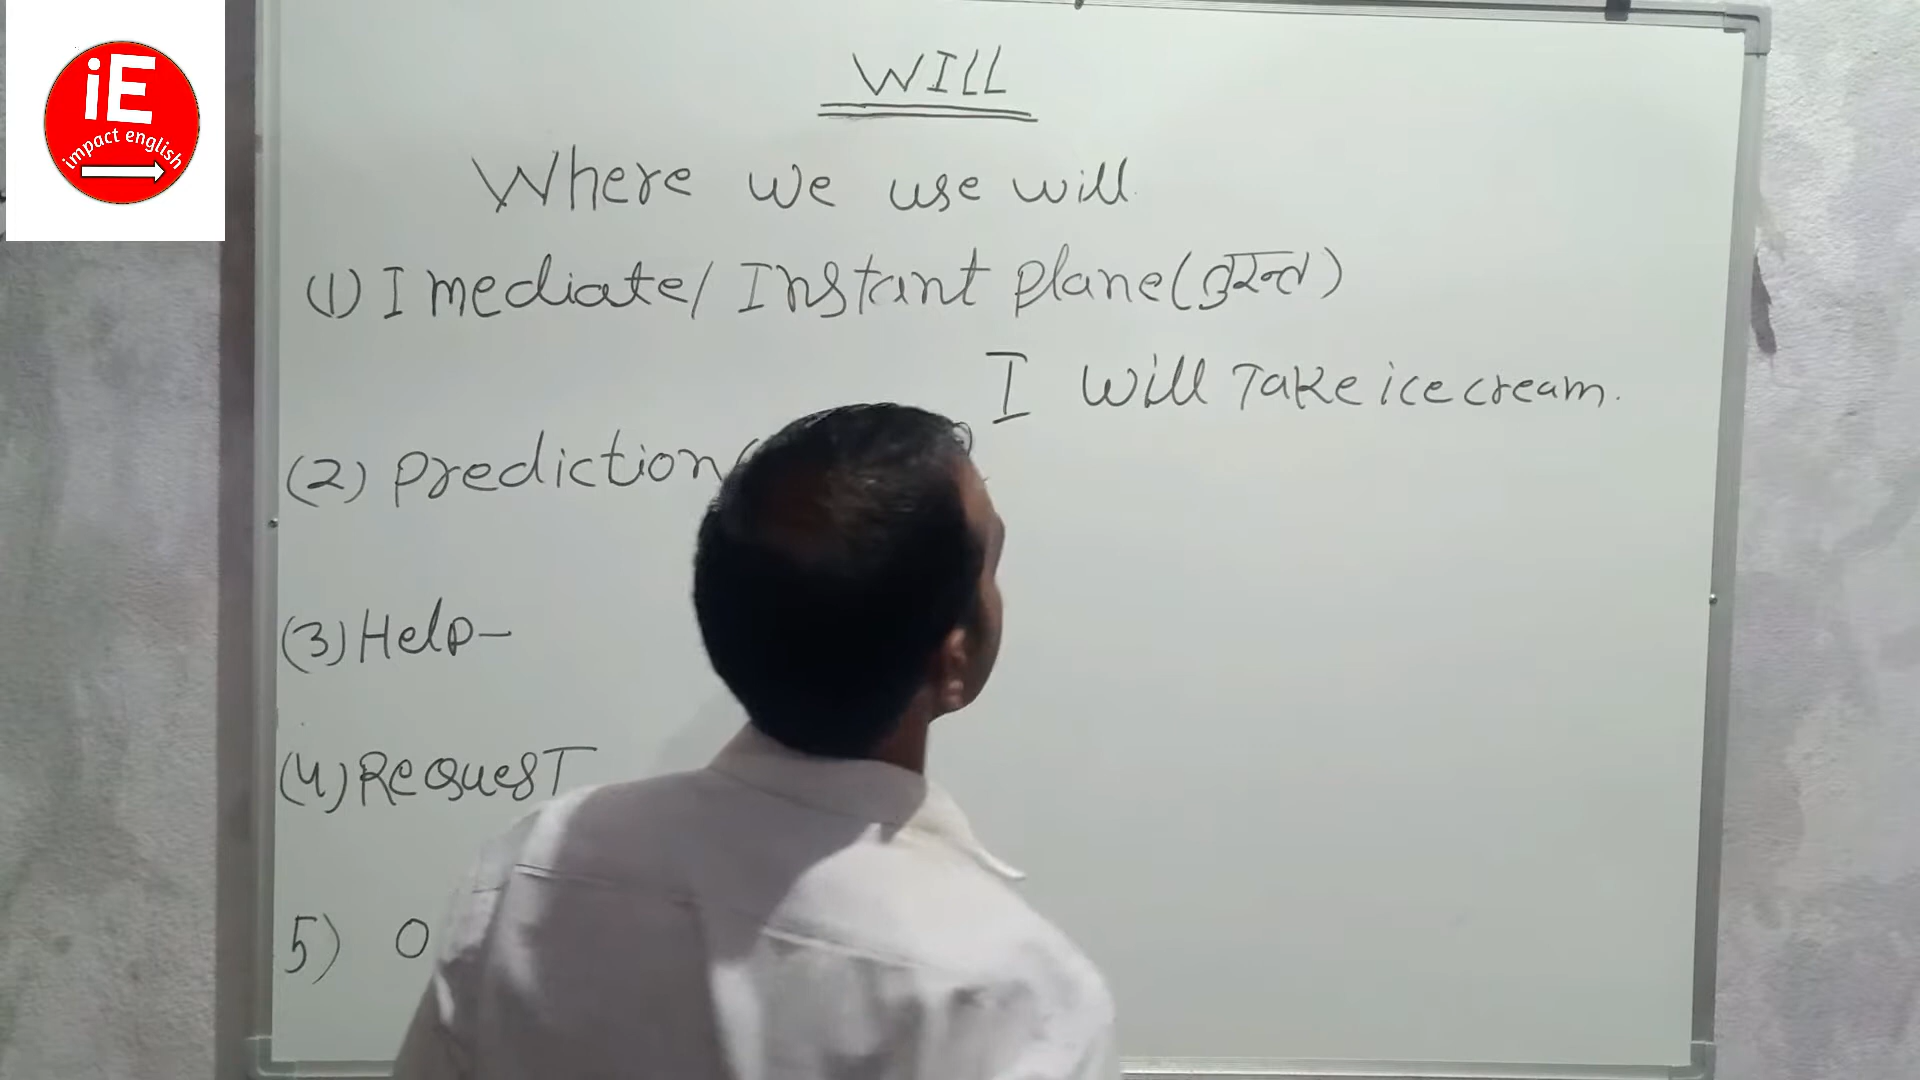 iE
impact english
WILL
Where we use will
(1) Imediate/Instant plane (तुरन्त)
I will Take ice cream.
(2) prediction (
(3) Help-
(4) ReQuesT
5) O